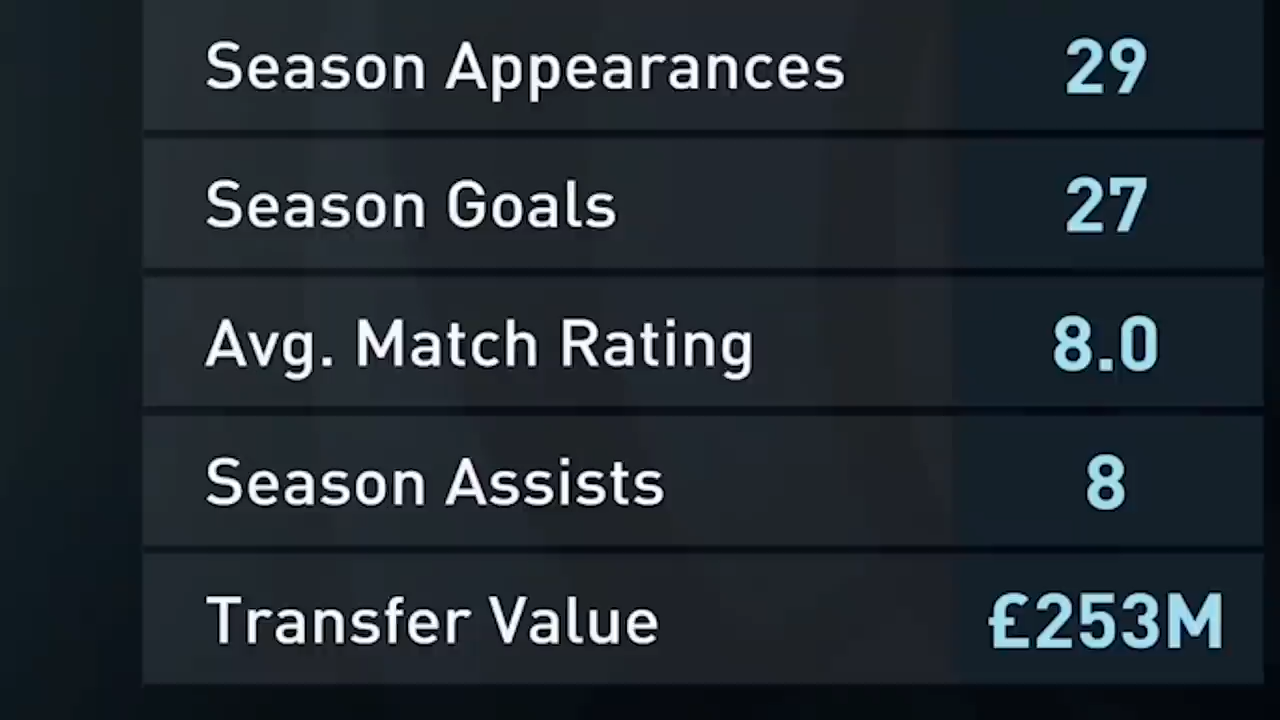 Season Appearances 29
Season Goals 27
Avg. Match Rating 8.0
Season Assists 8
Transfer Value £253M